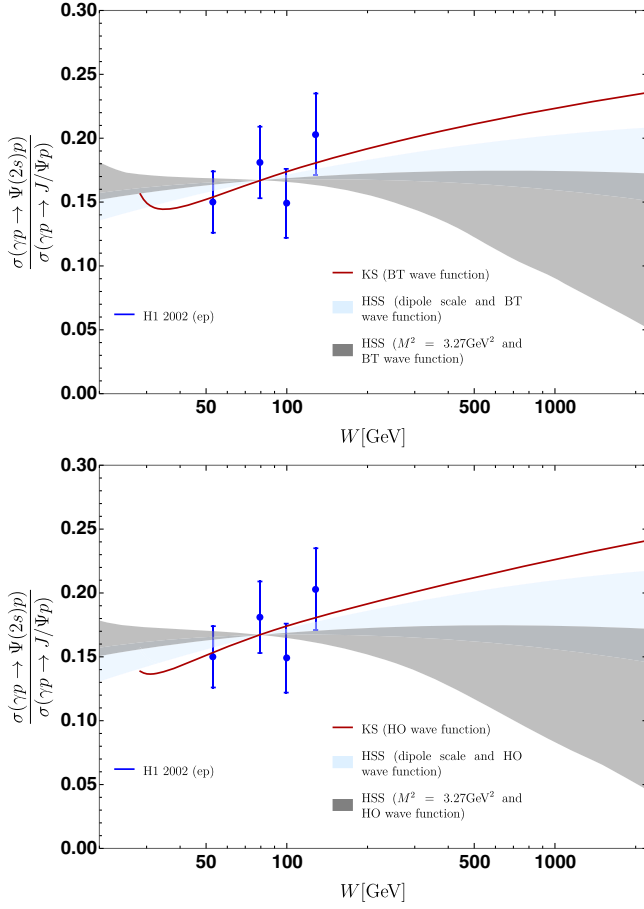 0.30
0.25
0.20
0.15
0.10
0.05
0.00
σ(γp → Ψ(2s)p)
σ(γp → J/Ψp)
KS (BT wave function)
HSS (dipole scale and BT
wave function)
HSS (M² = 3.27GeV² and
BT wave function)
H1 2002 (ep)
50 100 500 1000
W[GeV]
0.30
0.25
0.20
0.15
0.10
0.05
0.00
σ(γp → Ψ(2s)p)
σ(γp → J/Ψp)
KS (HO wave function)
HSS (dipole scale and HO
wave function)
HSS (M² = 3.27GeV² and
HO wave function)
H1 2002 (ep)
50 100 500 1000
W[GeV]